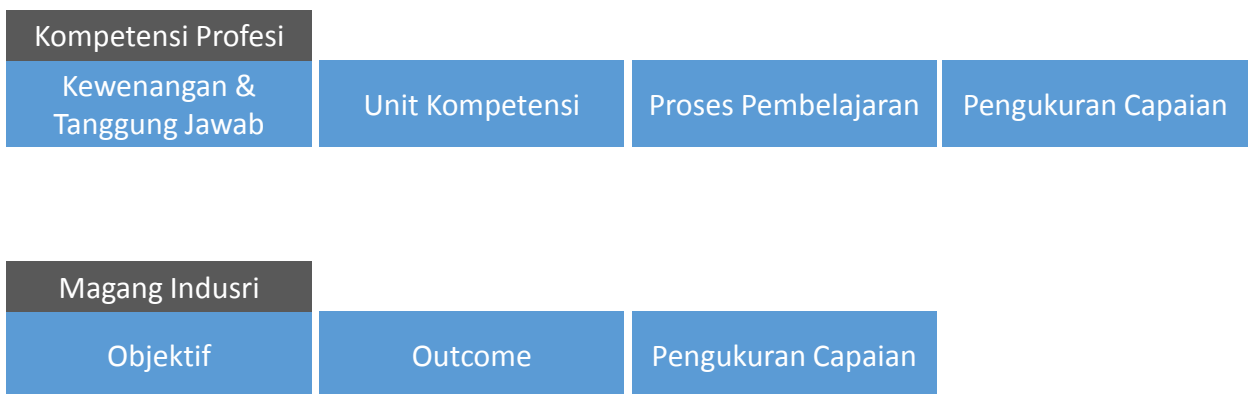 Kompetensi Profesi
Kewenangan &
Tanggung Jawab
Unit Kompetensi
Proses Pembelajaran
Pengukuran Capaian
Magang Indusri
Objektif
Outcome
Pengukuran Capaian